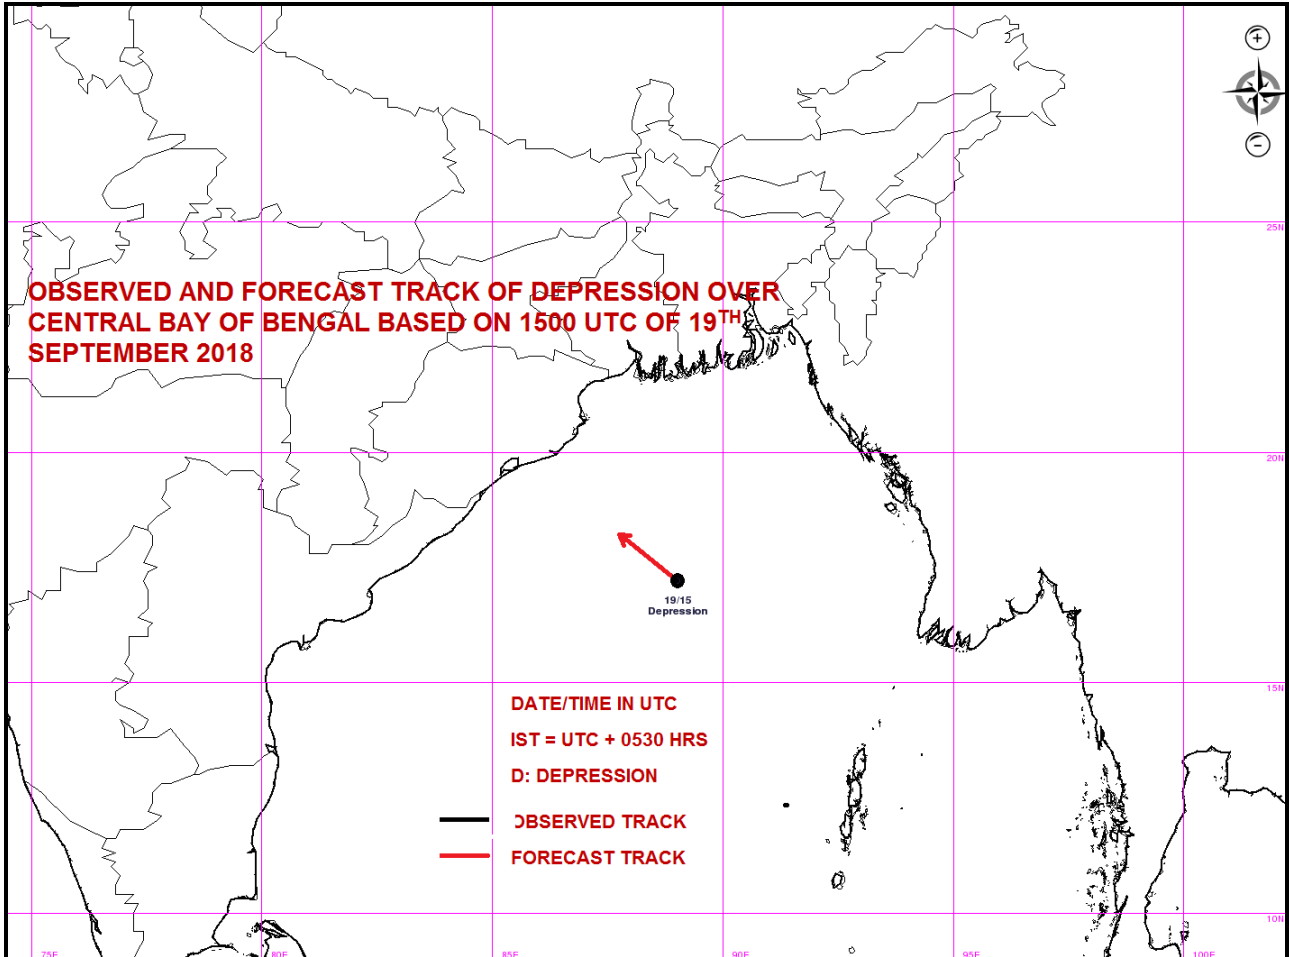 25N
OBSERVED AND FORECAST TRACK OF DEPRESSION OVER
CENTRAL BAY OF BENGAL BASED ON 1500 UTC OF 19TH
SEPTEMBER 2018
20N
19/15
Depression
15N
DATE/TIME IN UTC
IST = UTC + 0530 HRS
D: DEPRESSION
OBSERVED TRACK
FORECAST TRACK
10N
75E 80E 85E 90E 95E 100E